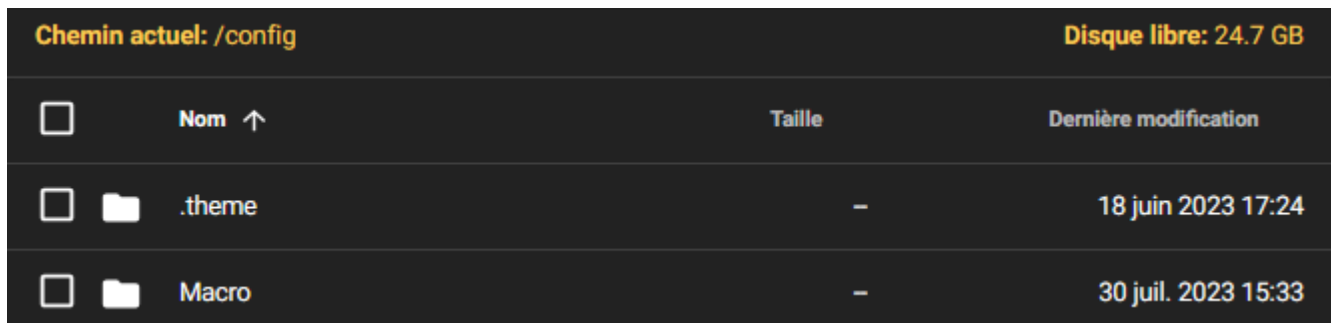 Chemin actuel: /config Disque libre: 24.7 GB
Nom ↑ Taille Dernière modification
.theme – 18 juin 2023 17:24
Macro – 30 juil. 2023 15:33